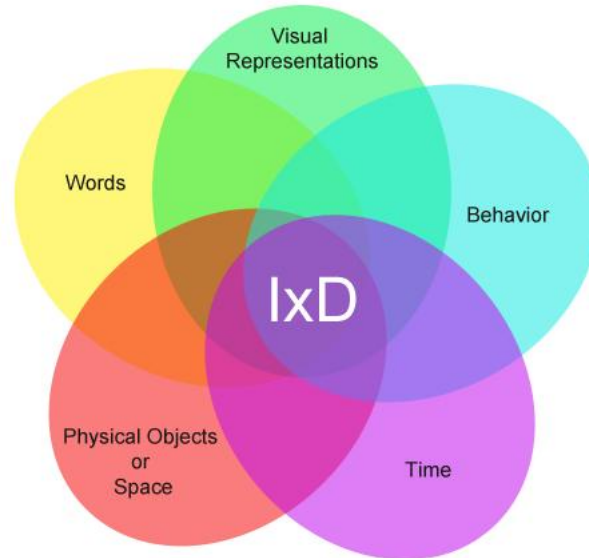 Visual
Representations
Words
Behavior
IxD
Physical Objects
or
Space
Time